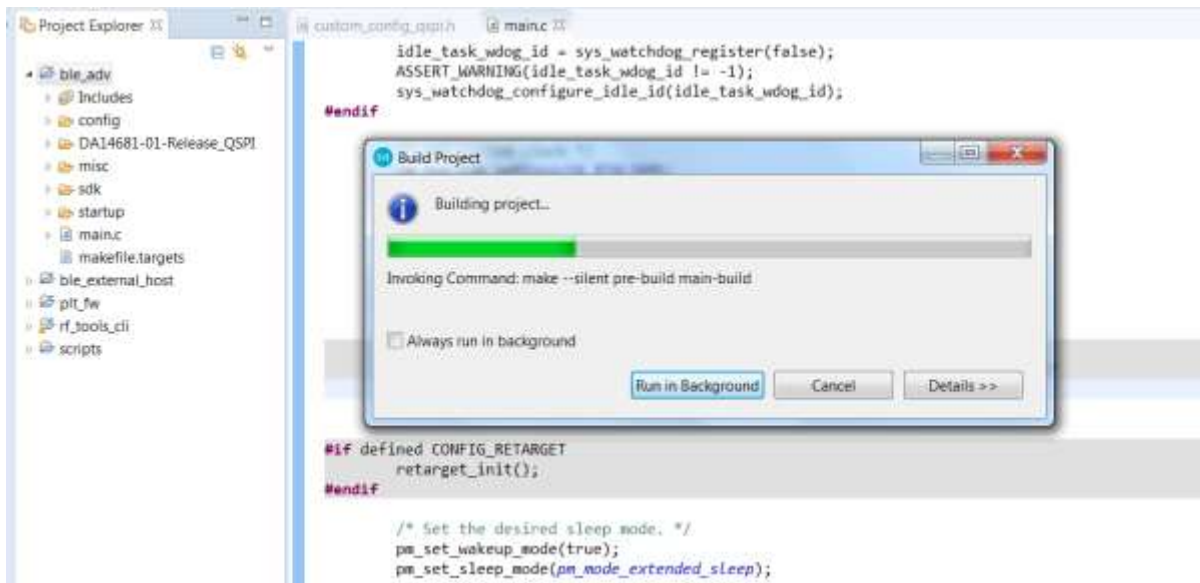 Project Explorer
custom_config_qspi.h
main.c
ble_adv
Includes
config
DA14681-01-Release_QSPI
misc
sdk
startup
main.c
makefile.targets
ble_external_host
plt_fw
rf_tools_cli
scripts
idle_task_wdog_id = sys_watchdog_register(false);
ASSERT_WARNING(idle_task_wdog_id != -1);
sys_watchdog_configure_idle_id(idle_task_wdog_id);
#endif
Build Project
Building project...
Invoking Command: make --silent pre-build main-build
Always run in background
Run in Background
Cancel
Details >>
#if defined CONFIG_RETARGET
retarget_init();
#endif
/* Set the desired sleep mode. */
pm_set_wakeup_mode(true);
pm_set_sleep_mode(pm_mode_extended_sleep);